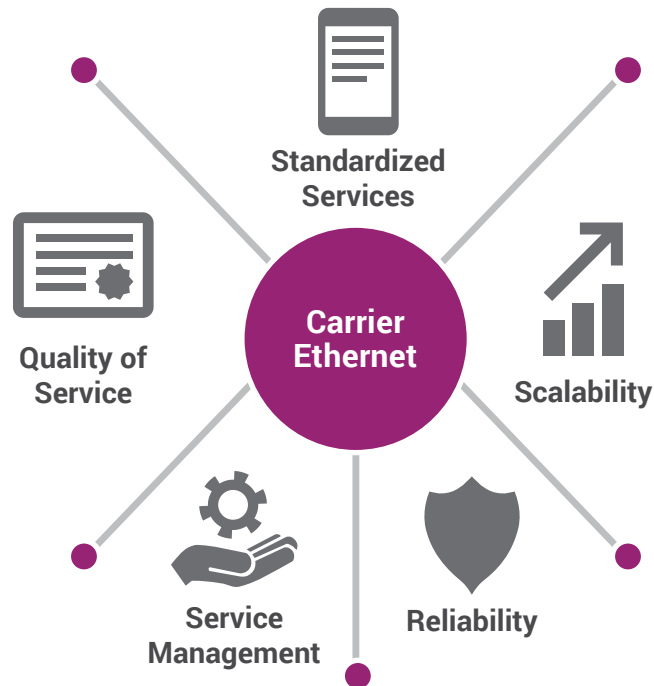 Standardized
Services
Carrier
Ethernet
Quality of
Service
Scalability
Service
Management
Reliability